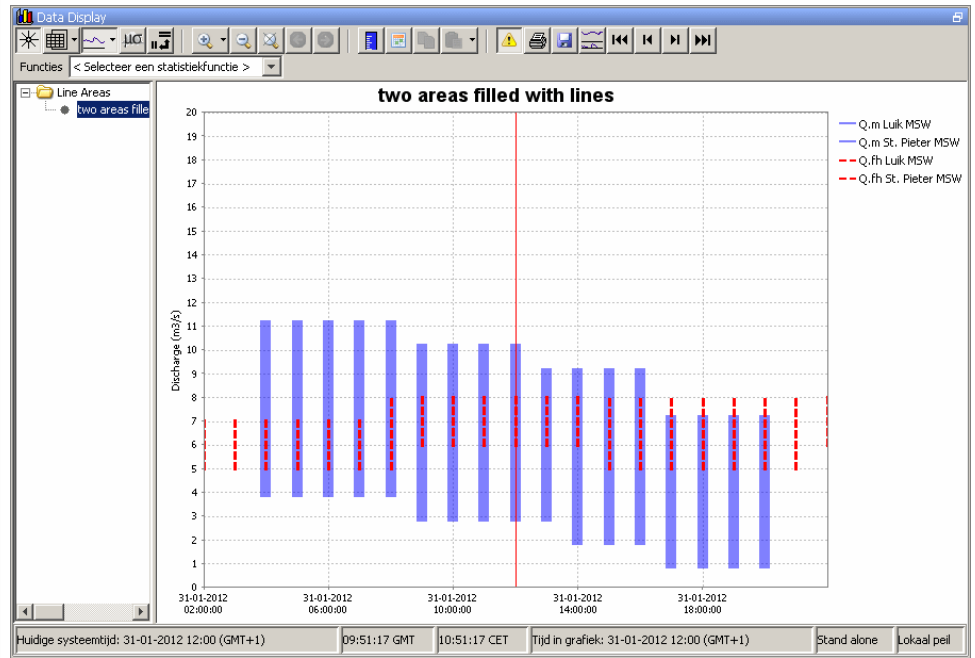 Data Display
μσ
Functies < Selecteer een statistiekfunctie >
Line Areas
two areas fille
two areas filled with lines
Discharge (m3/s)
20
19
18
17
16
15
14
13
12
11
10
9
8
7
6
5
4
3
2
1
0
31-01-2012 31-01-2012 31-01-2012 31-01-2012 31-01-2012
02:00:00 06:00:00 10:00:00 14:00:00 18:00:00
Q.m Luik MSW
Q.m St. Pieter MSW
Q.fh Luik MSW
Q.fh St. Pieter MSW
Huidige systeemtijd: 31-01-2012 12:00 (GMT+1) 09:51:17 GMT 10:51:17 CET Tijd in grafiek: 31-01-2012 12:00 (GMT+1) Stand alone Lokaal peil